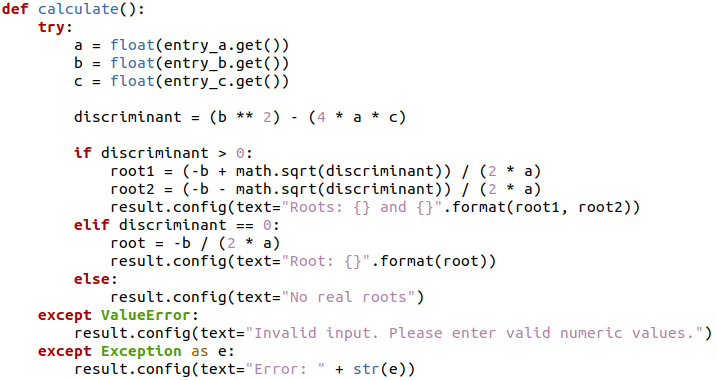 def calculate():
    try:
        a = float(entry_a.get())
        b = float(entry_b.get())
        c = float(entry_c.get())

        discriminant = (b ** 2) - (4 * a * c)

        if discriminant > 0:
            root1 = (-b + math.sqrt(discriminant)) / (2 * a)
            root2 = (-b - math.sqrt(discriminant)) / (2 * a)
            result.config(text="Roots: {} and {}".format(root1, root2))
        elif discriminant == 0:
            root = -b / (2 * a)
            result.config(text="Root: {}".format(root))
        else:
            result.config(text="No real roots")
    except ValueError:
        result.config(text="Invalid input. Please enter valid numeric values.")
    except Exception as e:
        result.config(text="Error: " + str(e))